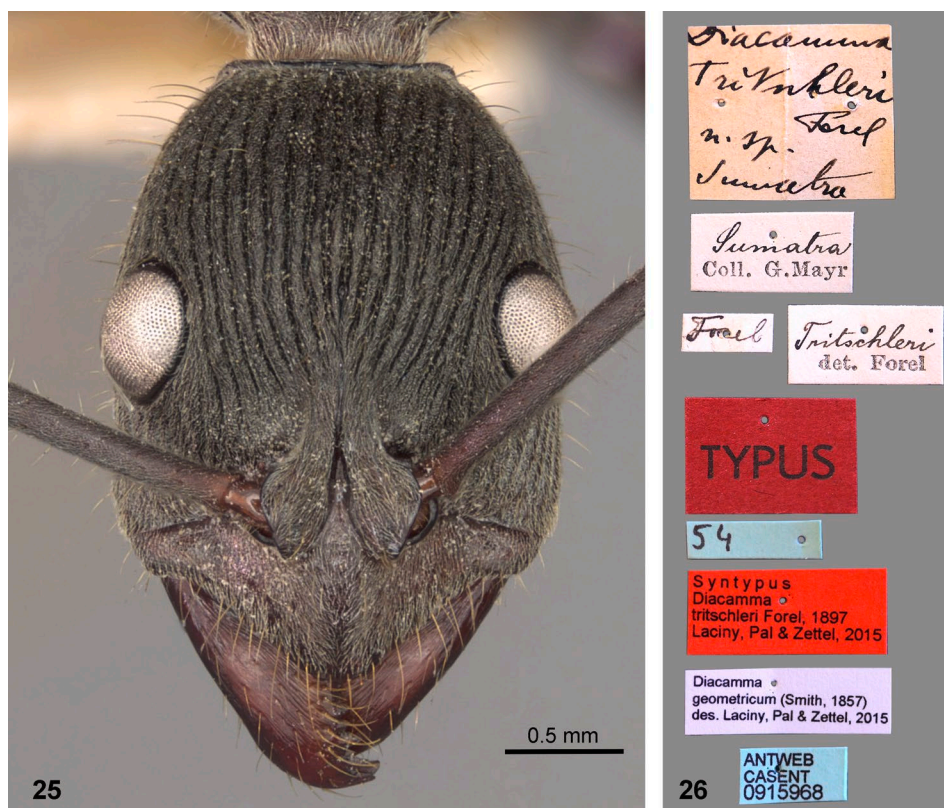 25
0.5 mm
Diacamma
Tritschleri
Forel
n. sp.
Sumatra
Sumatra
Coll. G.Mayr
Forel
Tritschleri
det. Forel
TYPUS
54
Syntypus
Diacamma
tritschleri Forel, 1897
Laciny, Pal & Zettel, 2015
Diacamma
geometricum (Smith, 1857)
des. Laciny, Pal & Zettel, 2015
ANTWEB
CASENT
0915968
26